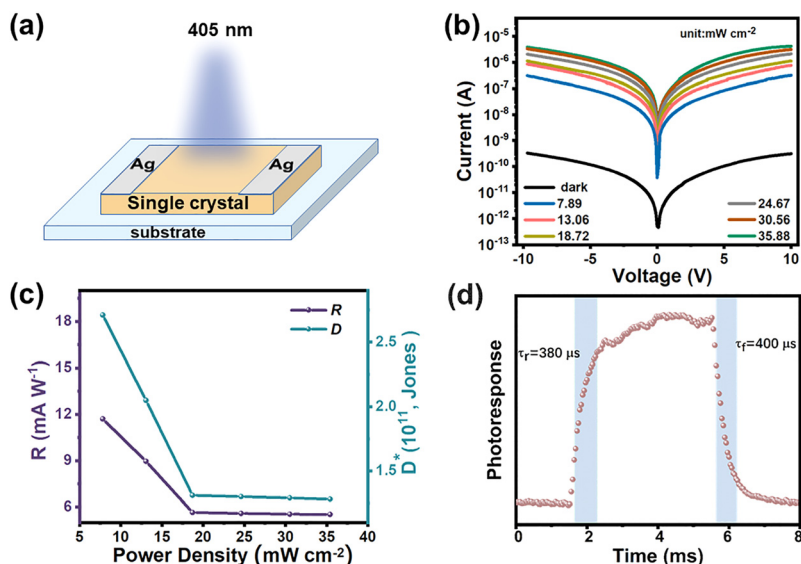 (a)
405 nm
Ag
Ag
Single crystal
substrate
(b)
unit:mW cm-2
Current (A)
10-5
10-6
10-7
10-8
10-9
10-10
10-11
10-12
10-13
dark
7.89
13.06
18.72
24.67
30.56
35.88
-10
-5
0
5
10
Voltage (V)
(c)
R (mA W-1)
18
15
12
9
6
R
D
2.5
2.0
1.5
D* (1011, Jones)
0
5
10
15
20
25
30
35
40
Power Density (mW cm-2)
(d)
Photoresponse
τr=380 μs
τf=400 μs
0
2
4
6
8
Time (ms)